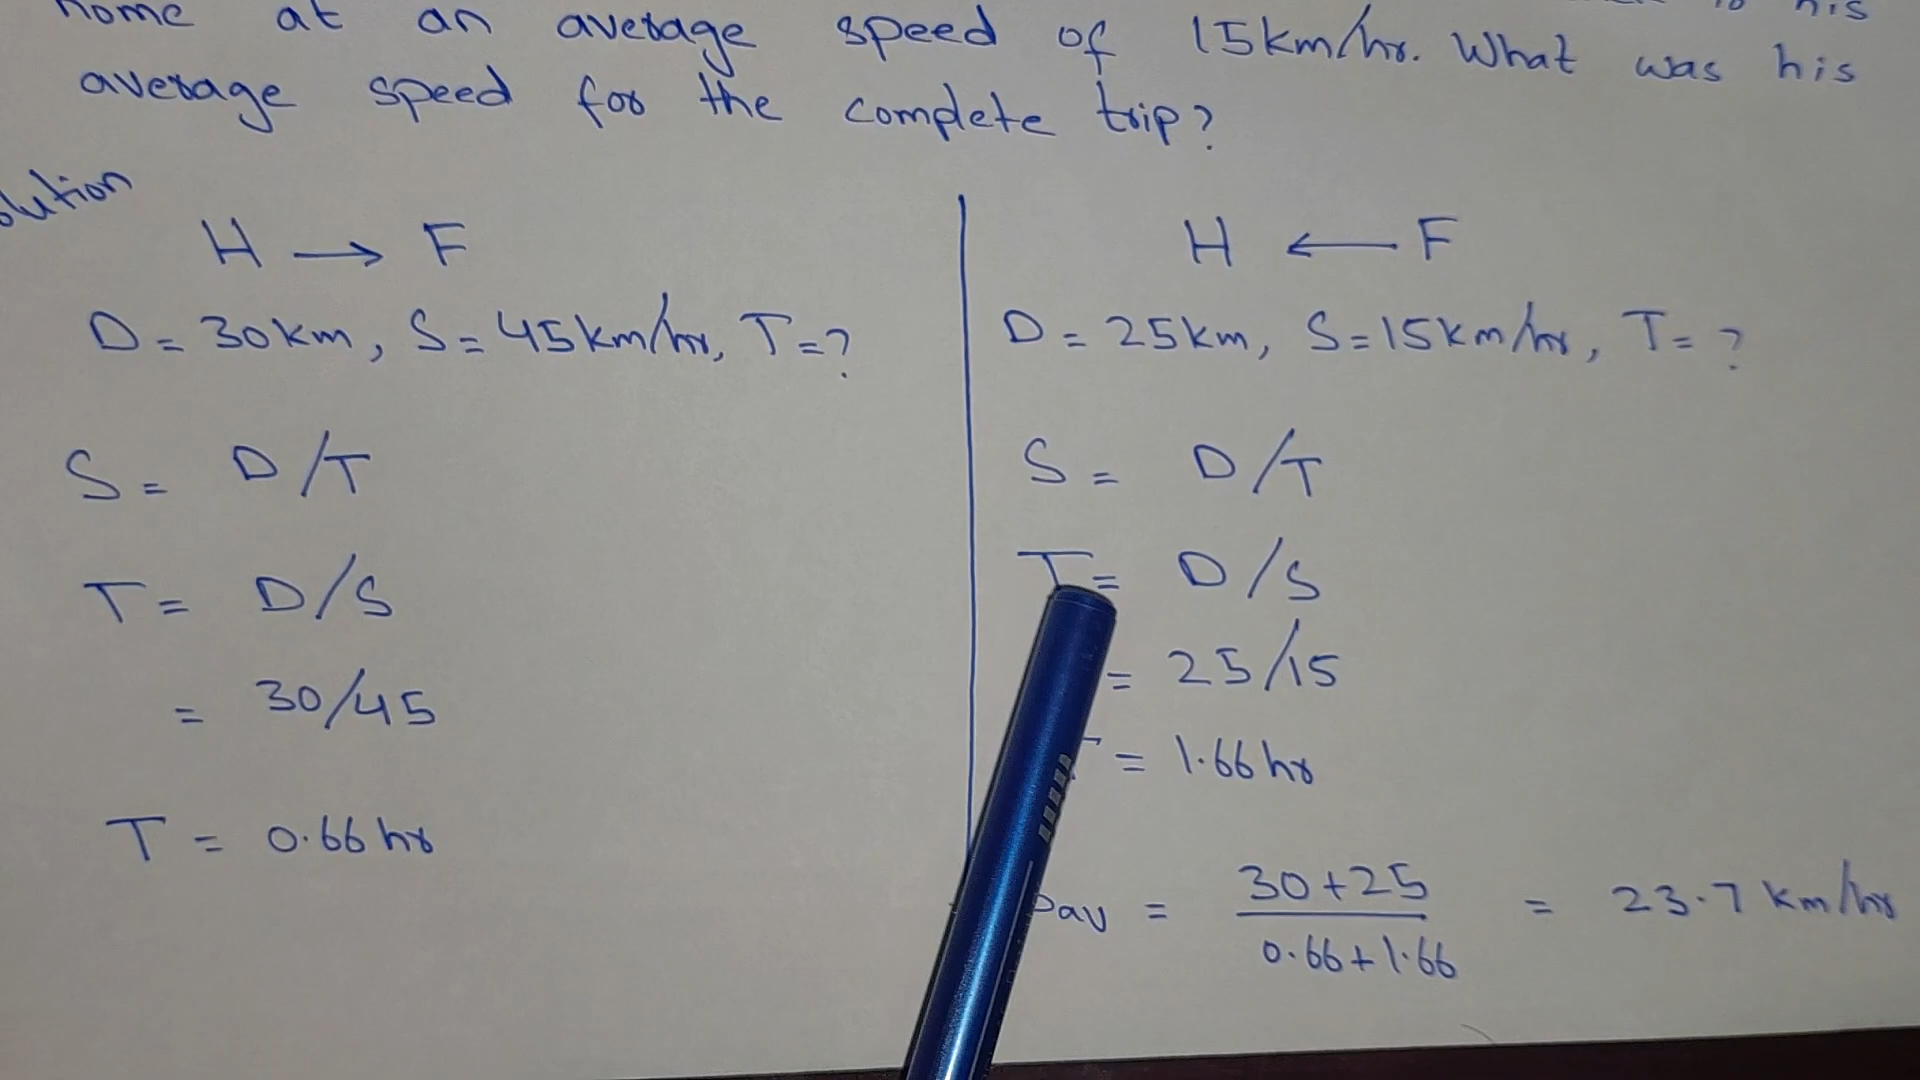 home at an average speed of 15km/hr. What was his
his
average speed for the complete trip?
H → F
D = 30km, S = 45km/hr, T = ?
S = D/T
T = D/S
= 30/45
T = 0.66 hr
H ← F
D = 25km, S = 15km/hr, T = ?
S = D/T
T = D/S
= 25/15
= 1.66 hr
av = 30+25 / 0.66+1.66 = 23.7 km/hr